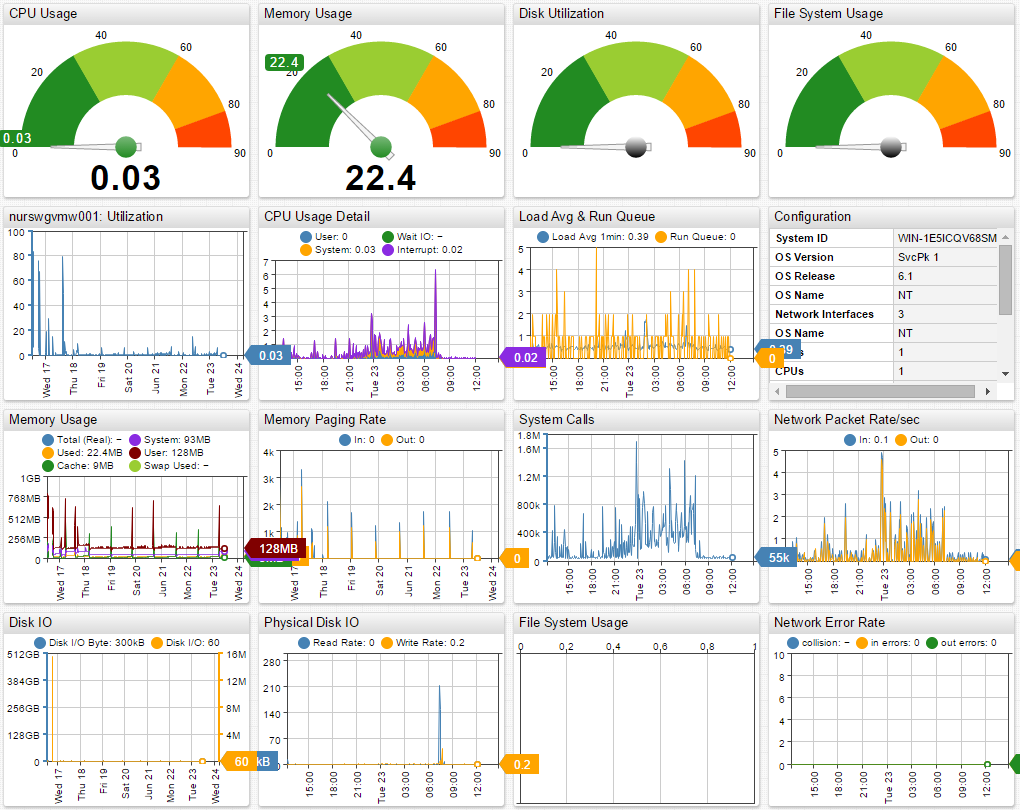 CPU Usage
0
20
40
60
80
90
0.03
0.03
Memory Usage
0
20
40
60
80
90
22.4
22.4
Disk Utilization
0
20
40
60
80
90
File System Usage
0
20
40
60
80
90
nurswgvmw001: Utilization
100
80
60
40
20
0
Wed 17
Thu 18
Fri 19
Sat 20
Sun 21
Mon 22
Tue 23
Wed 24
0.03
CPU Usage Detail
User: 0 Wait IO: –
System: 0.03 Interrupt: 0.02
7
6
5
4
3
2
15:00
18:00
21:00
Tue 23
03:00
06:00
09:00
12:00
0.02
Load Avg & Run Queue
Load Avg 1min: 0.39 Run Queue: 0
5
4
3
2
1
0
15:00
18:00
21:00
Tue 23
03:00
06:00
09:00
12:00
0
Configuration
System ID WIN-1E5ICQV68SM
OS Version SvcPk 1
OS Release 6.1
OS Name NT
Network Interfaces 3
OS Name NT
1
CPUs 1
Memory Usage
Total (Real): – System: 93MB
Used: 22.4MB User: 128MB
Cache: 9MB Swap Used: –
1GB
768MB
512MB
256MB
0
Wed 17
Thu 18
Fri 19
Sat 20
Sun 21
Mon 22
Tue 23
Wed 24
128MB
Memory Paging Rate
In: 0 Out: 0
4k
3k
2k
1k
0
Wed 17
Thu 18
Fri 19
Sat 20
Sun 21
Mon 22
Tue 23
Wed 24
0
System Calls
1.8M
1.2M
800k
400k
0
15:00
18:00
21:00
Tue 23
03:00
06:00
09:00
12:00
55k
Network Packet Rate/sec
In: 0.1 Out: 0
5
4
3
2
1
15:00
18:00
21:00
Tue 23
03:00
06:00
09:00
12:00
Disk IO
Disk I/O Byte: 300kB Disk I/O: 60
512GB
384GB
256GB
128GB
0
16M
12M
8M
4M
Wed 17
Thu 18
Fri 19
Sat 20
Sun 21
Mon 22
Tue 23
Wed 24
60 kB
Physical Disk IO
Read Rate: 0 Write Rate: 0.2
280
210
140
70
15:00
18:00
21:00
Tue 23
03:00
06:00
09:00
12:00
0.2
File System Usage
0 0,2 0,4 0,6 0,8 1
0
Network Error Rate
collision: – in errors: 0 out errors: 0
10
8
6
4
2
0
15:00
18:00
21:00
Tue 23
03:00
06:00
09:00
12:00